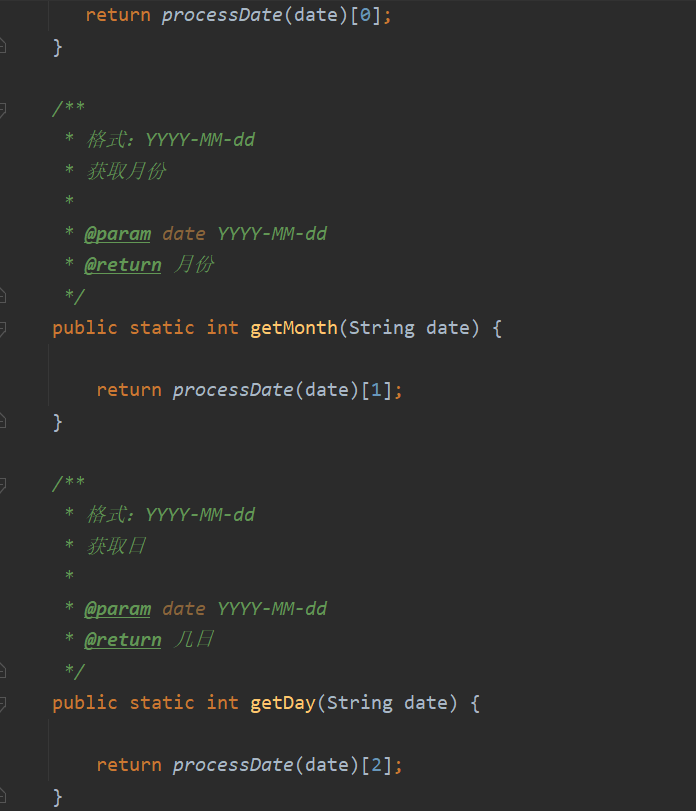 return processDate(date)[0];
}
/**
* 格式：YYYY-MM-dd
* 获取月份
*
* @param date YYYY-MM-dd
* @return 月份
*/
public static int getMonth(String date) {
return processDate(date)[1];
}
/**
* 格式：YYYY-MM-dd
* 获取日
*
* @param date YYYY-MM-dd
* @return 几日
*/
public static int getDay(String date) {
return processDate(date)[2];
}